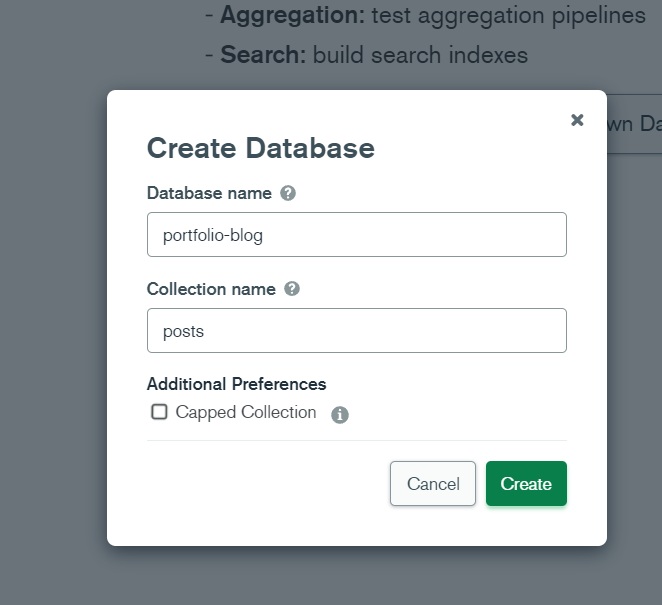 - Aggregation: test aggregation pipelines
- Search: build search indexes
wn Da
Create Database
Database name
portfolio-blog
Collection name
posts
Additional Preferences
Capped Collection
Cancel
Create